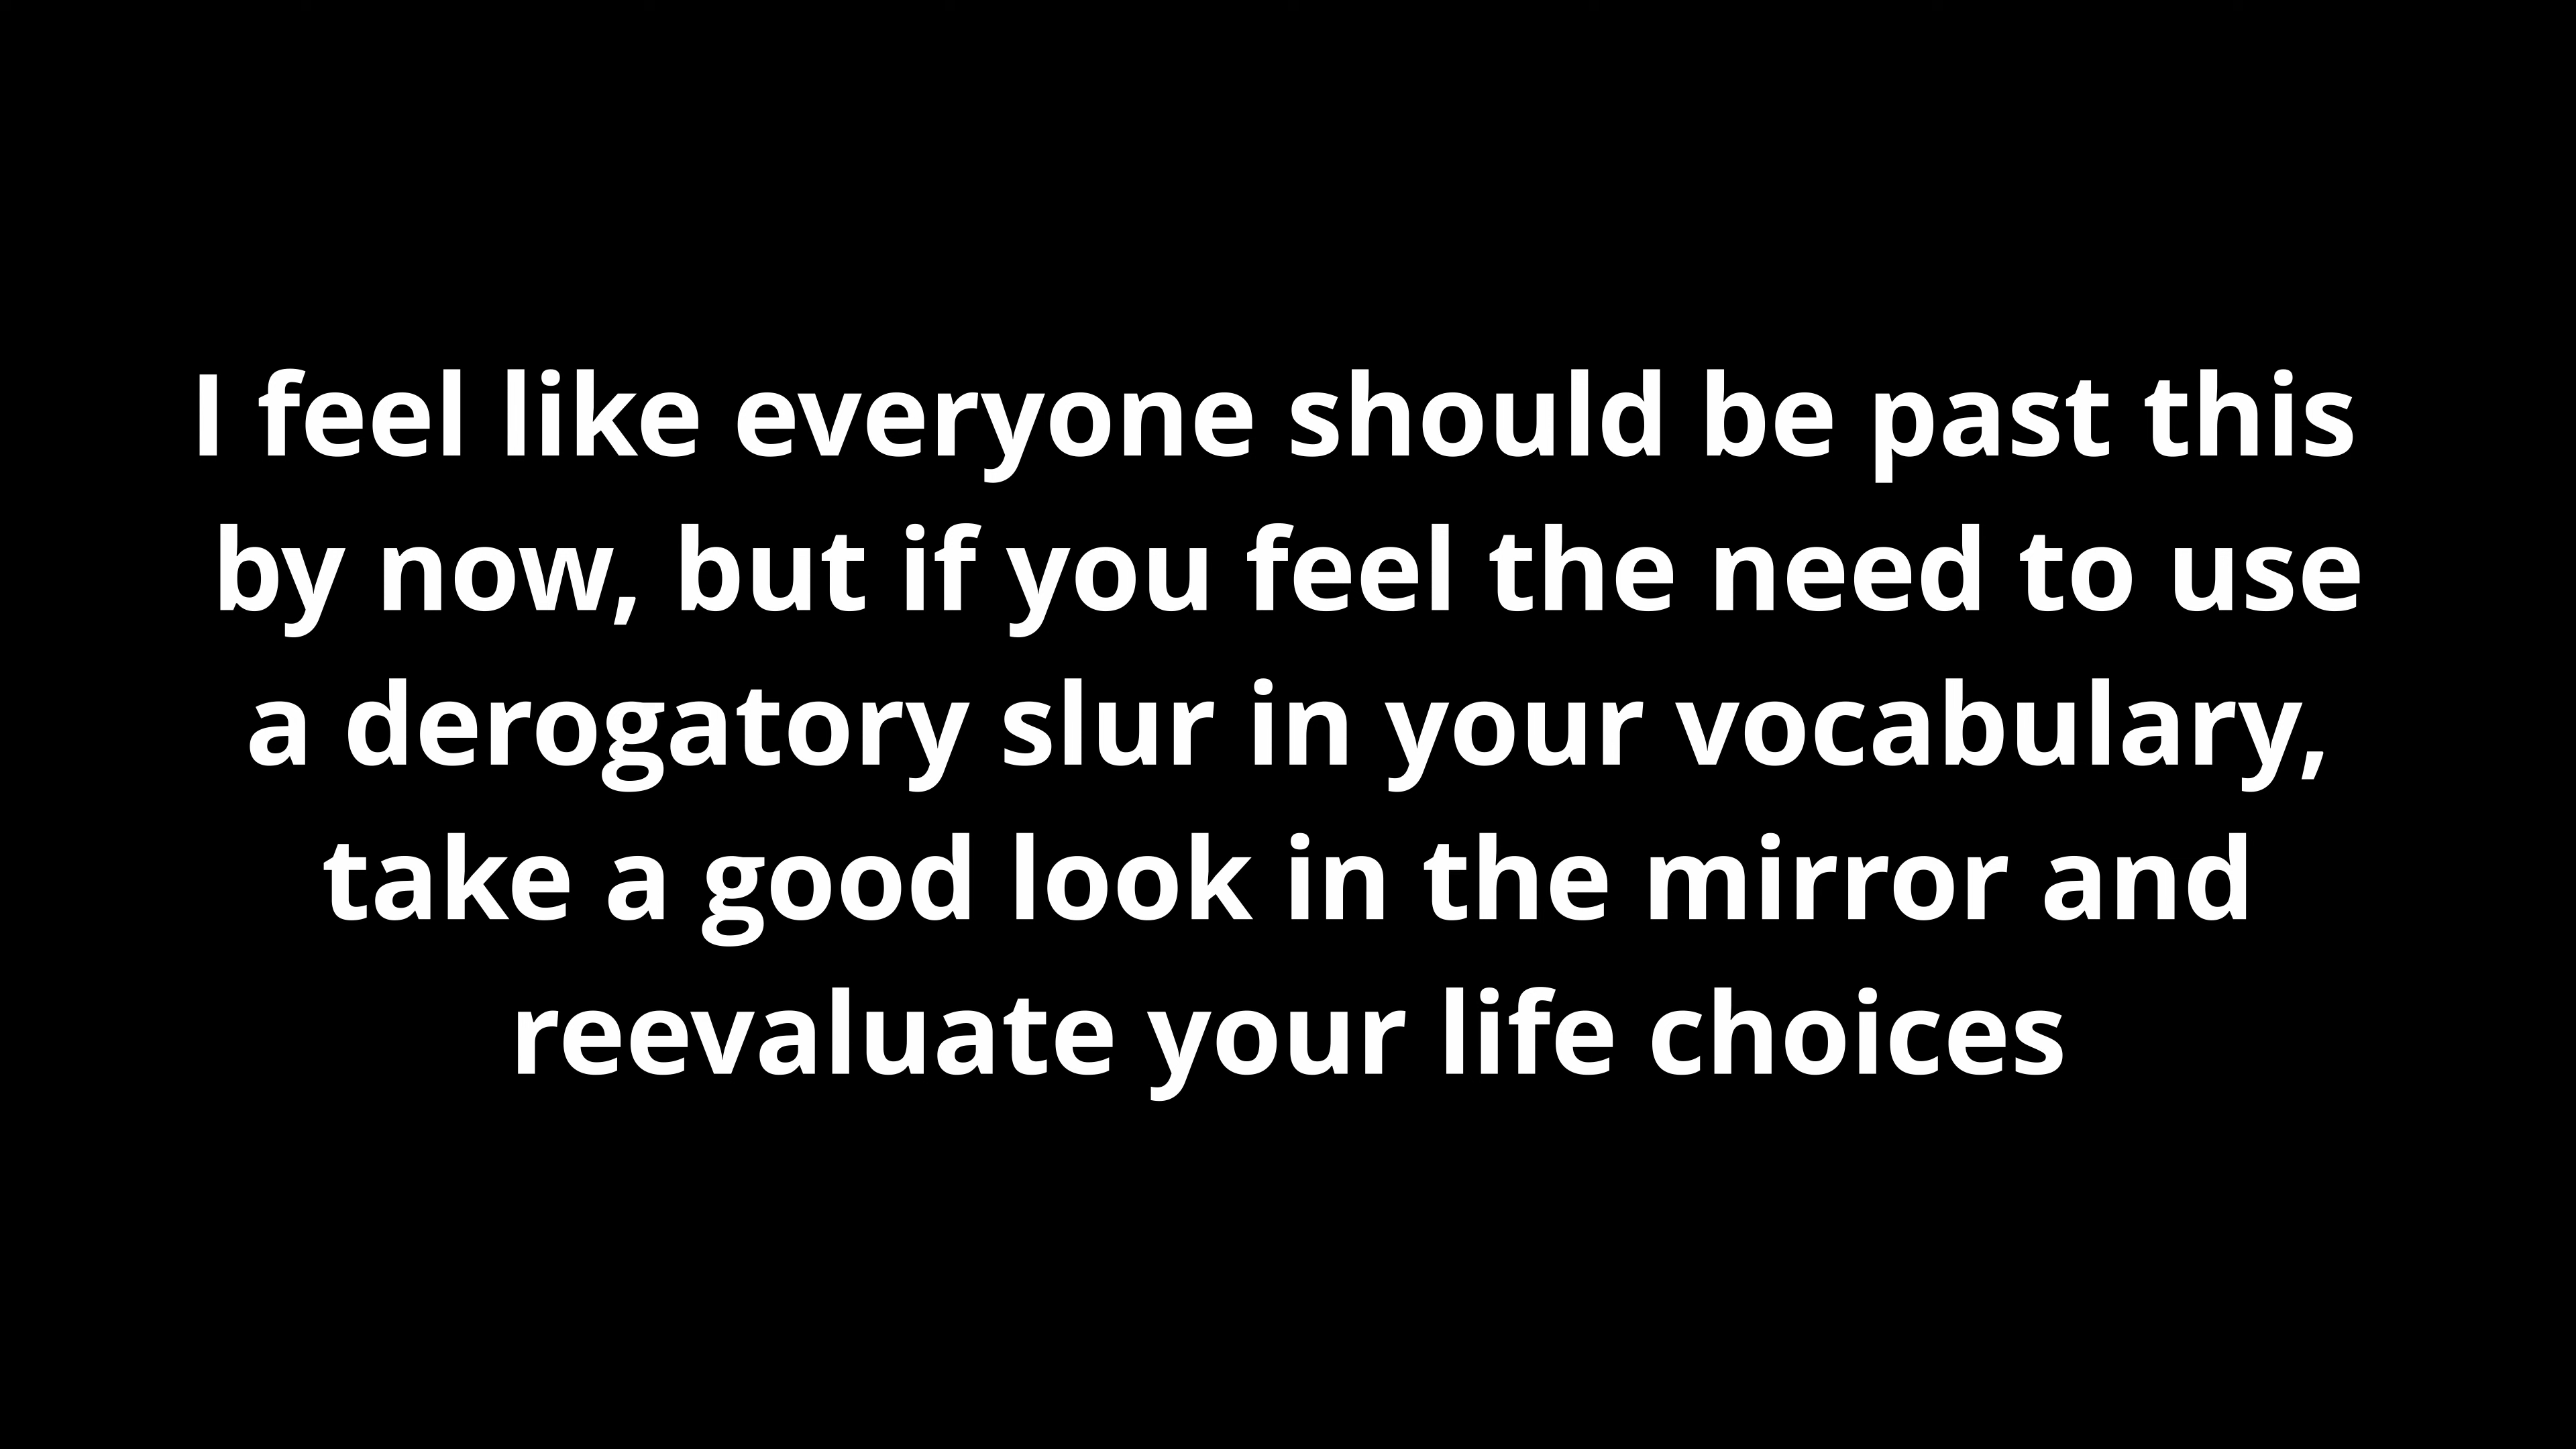 I feel like everyone should be past this
by now, but if you feel the need to use
a derogatory slur in your vocabulary,
take a good look in the mirror and
reevaluate your life choices